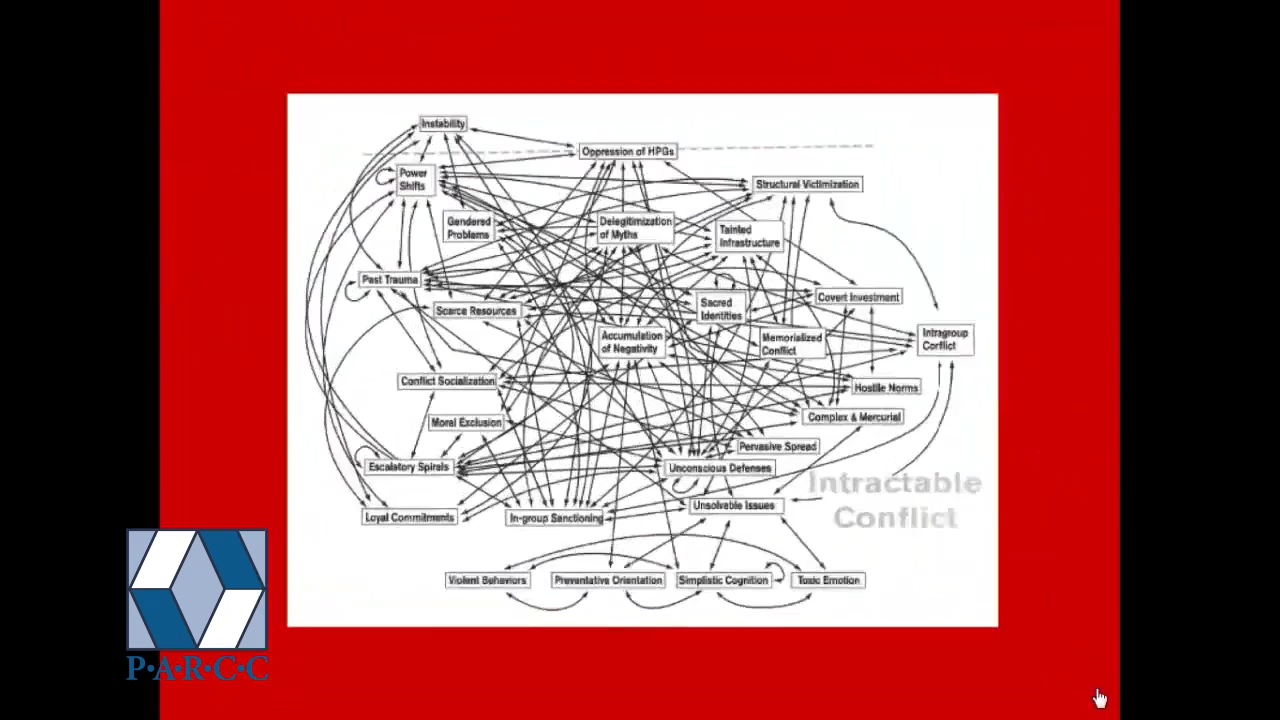 Instability
Oppression of HPGs
Power
Shifts
Structural Victimization
Gendered
Problems
Delegitimization
of Myths
Tainted
Infrastructure
Past Trauma
Scarce Resources
Sacred
Identities
Covert Investment
Accumulation
of Negativity
Memorialized
Conflict
Intragroup
Conflict
Conflict Socialization
Hostile Norms
Moral Exclusion
Complex & Mercurial
Pervasive Spread
Escalatory Spirals
Unconscious Defenses
Intractable
Conflict
Loyal Commitments
In-group Sanctioning
Unsolvable Issues
Violent Behaviors
Preventative Orientation
Simplistic Cognition
Toxic Emotion
P·A·R·C·C